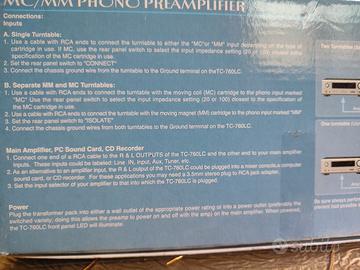 MC/MM PHONO PREAMPLIFIER
Connections:
Inputs
A. Single Turntable:
1. Use a cable with RCA ends to connect the turntable to either the "MC"or "MM" input depending on the type of
cartridge in use. If MC, use the rear panel switch to select the input impedance setting (20 or 100) closest to the
specification of the MC cartridge in use.
2. Set the rear panel switch to "CONNECT"
3. Connect the chassis ground wire from the turntable to the Ground terminal on theTC-760LC.
B. Separate MM and MC Turntables:
1. Use a cable with RCA ends to connect the turntable with the moving coil (MC) cartridge to the phono input marked
"MC" Use the rear panel switch to select the input impedance setting (20 or 100) closest to the specification of
the MC cartridge in use.
2. Use a cable with RCA ends to connect the turntable with the moving magnet (MM) cartridge to the phono input marked "MM"
3. Set the rear panel switch to "ISOLATE"
4. Connect the chassis ground wires from both turntables to the Ground terminal on the TC-760LC.
Main Amplifier, PC Sound Card, CD Recorder
1. Connect one end of a RCA cable to the R & L OUTPUTS of the TC-760LC and the other end to your main amplifier
inputs. These inputs could be labeled: Line IN, input, Aux, Tuner, etc.
2. As an alternative to an amplifier input, the R & L output of the TC-760LC could be plugged into a mixer console,a computer
sound card, or CD recorder. For these applications you may need a 3.5mm stereo plug to RCA jack adapter.
3. Set the input selector of your amplifier to that into which the TC-760LC is plugged.
Power
Plug the transformer pack into either a wall outlet of the appropriate power rating or into a power outlet (preferably the
switched variety; doing this allows the preamp to power on and off with the amp) on the main amplifier. When powered,
the TC-760LC front panel LED will illuminate.
Two
One turntable
Be sure always
prevent
subito